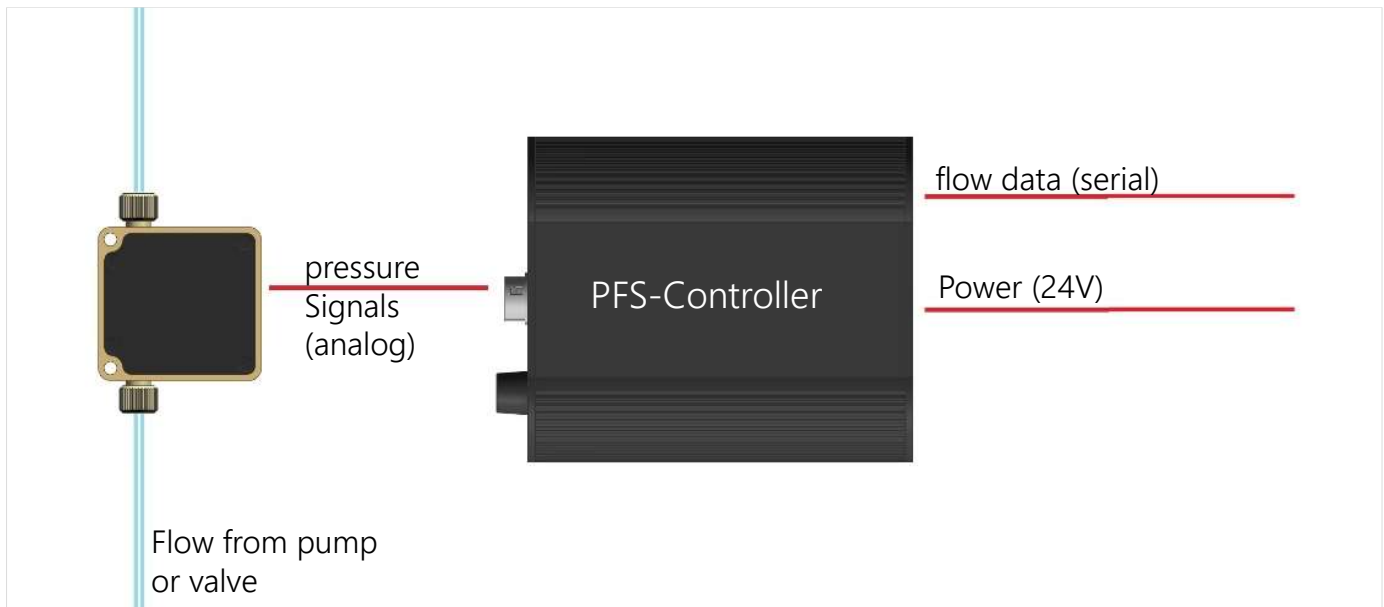 flow data (serial)
pressure
Signals
(analog)
PFS-Controller
Power (24V)
Flow from pump
or valve